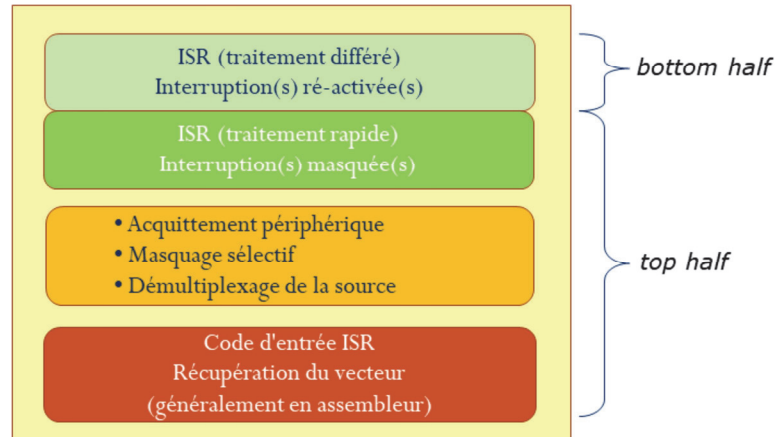 ISR (traitement différé)
Interruption(s) ré-activée(s)
bottom half
ISR (traitement rapide)
Interruption(s) masquée(s)
• Acquittement périphérique
• Masquage sélectif
• Démultiplexage de la source
top half
Code d'entrée ISR
Récupération du vecteur
(généralement en assembleur)